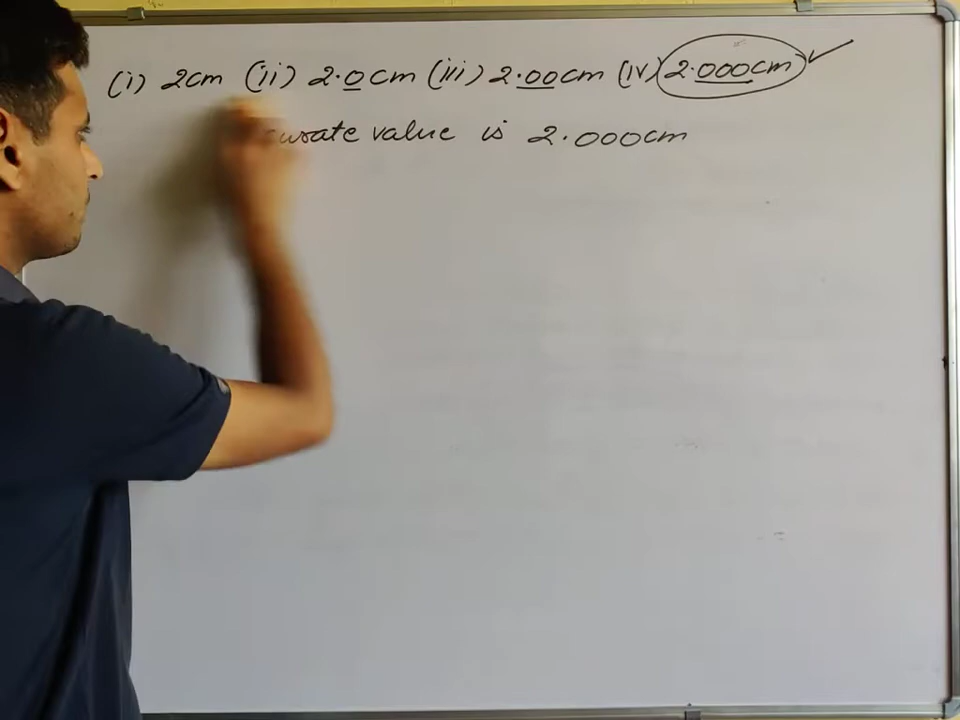 (i) 2cm (ii) 2.0cm (iii) 2.00cm (iv) 2.000cm ✓
value is 2.000cm